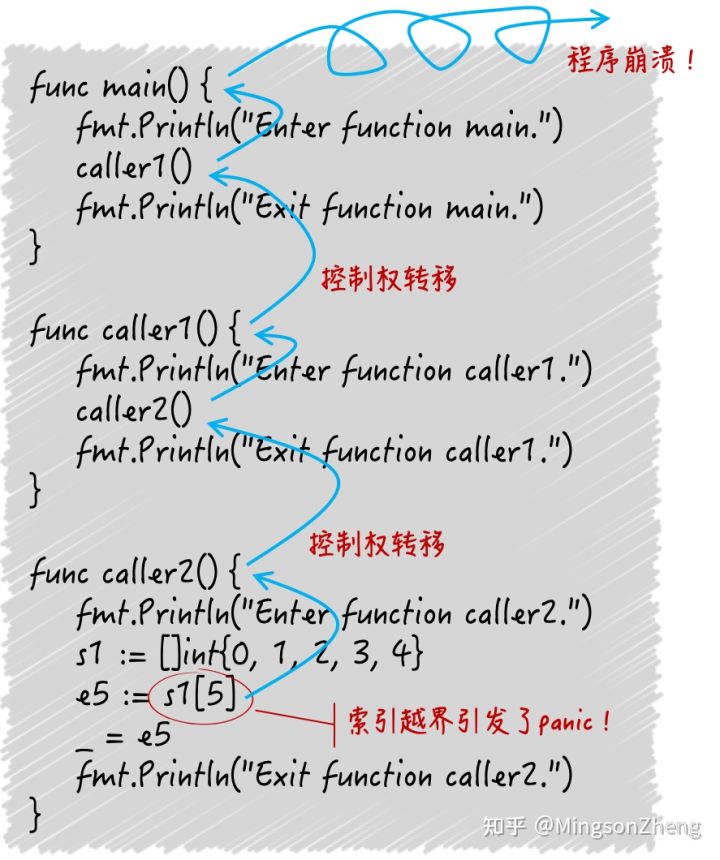 程序崩溃！
func main() {
fmt.Println("Enter function main.")
caller1()
fmt.Println("Exit function main.")
}
控制权转移
func caller1() {
fmt.Println("Enter function caller1.")
caller2()
fmt.Println("Exit function caller1.")
}
控制权转移
func caller2() {
fmt.Println("Enter function caller2.")
s1 := []int{0, 1, 2, 3, 4}
e5 := s1[5]
索引越界引发了panic！
_ = e5
fmt.Println("Exit function caller2.")
}
知乎 @MingsonZheng